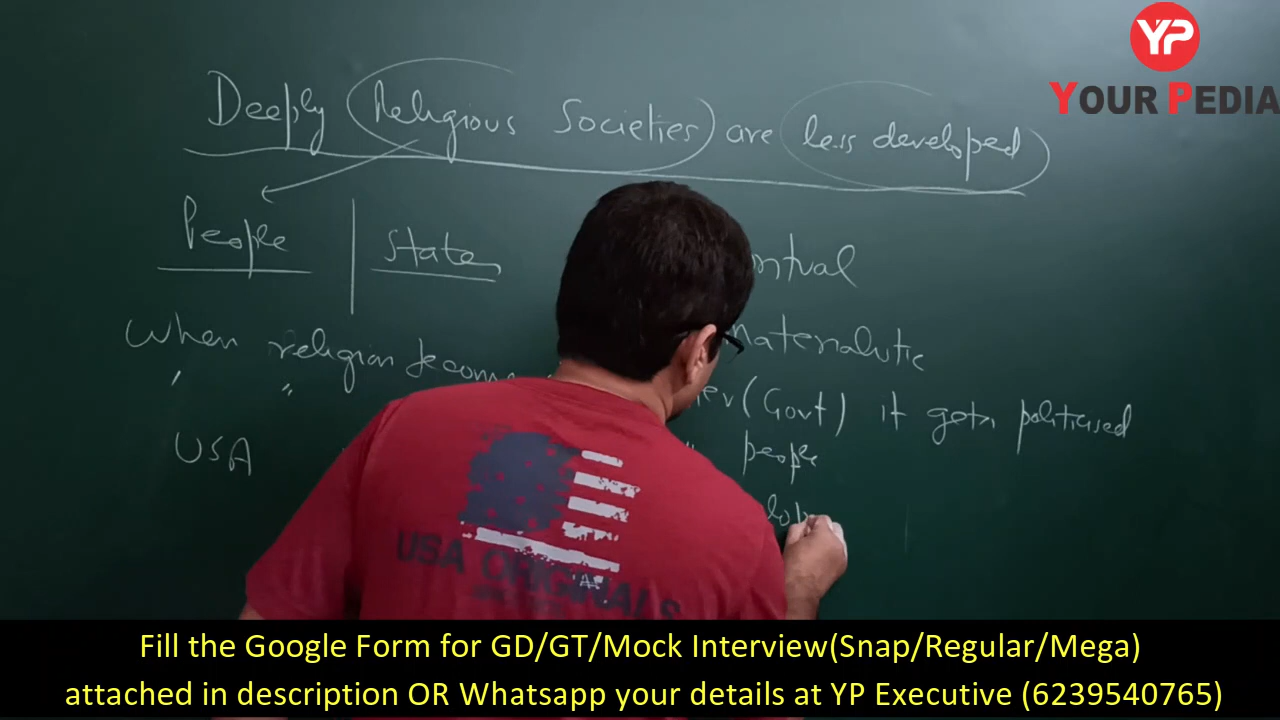 YP
YOUR PEDIA
Deeply Religious Societies are less developed
People | State
materialistic
When religion
(Govt) it gets politicised
" " people
USA
USA ORIGINALS
Fill the Google Form for GD/GT/Mock Interview(Snap/Regular/Mega)
attached in description OR Whatsapp your details at YP Executive (6239540765)